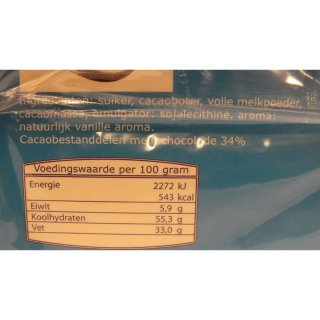 Ingrediënten: suiker, cacaoboter, volle melkpoeder,
cacaomassa, emulgator: sojalecithine, aroma:
natuurlijk vanille aroma.
Cacaobestanddelen melkchocolade 34%
Voedingswaarde per 100 gram
Energie 2272 kJ
543 kcal
Eiwit 5,9 g
Koolhydraten 55,3 g
Vet 33,0 g